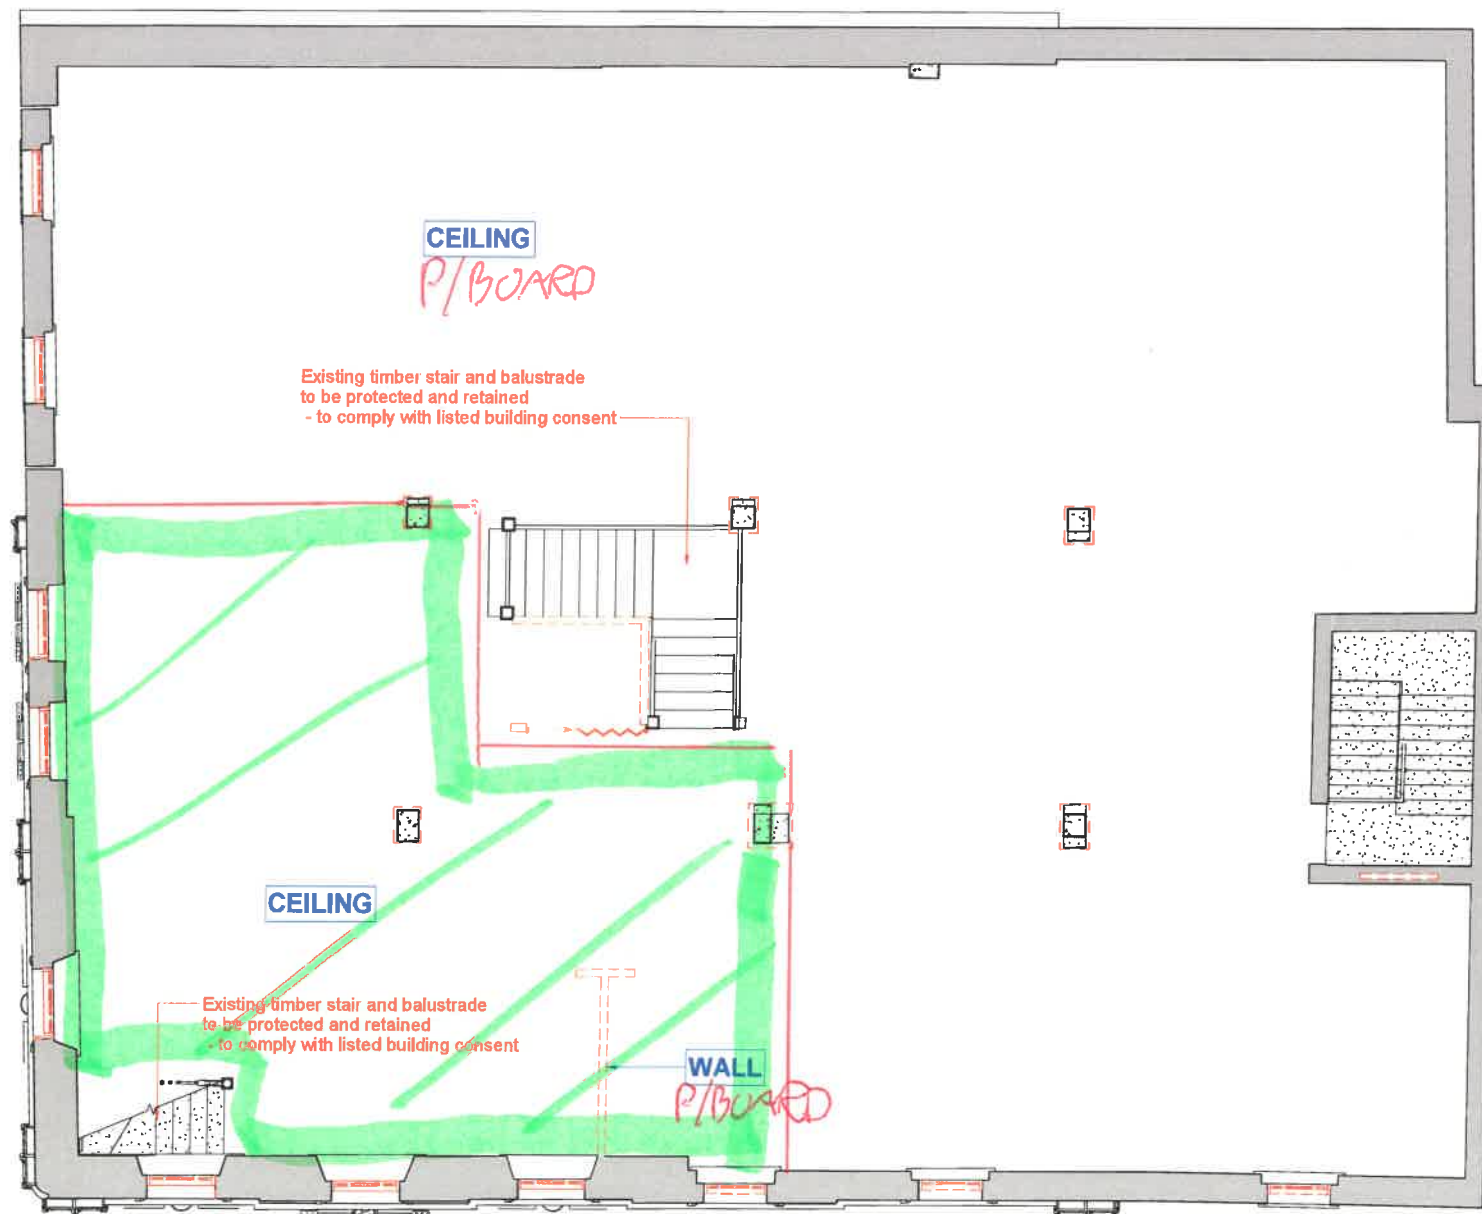 CEILING
P/BOARD
Existing timber stair and balustrade
to be protected and retained
- to comply with listed building consent
CEILING
Existing timber stair and balustrade
to be protected and retained
- to comply with listed building consent
WALL
P/BOARD